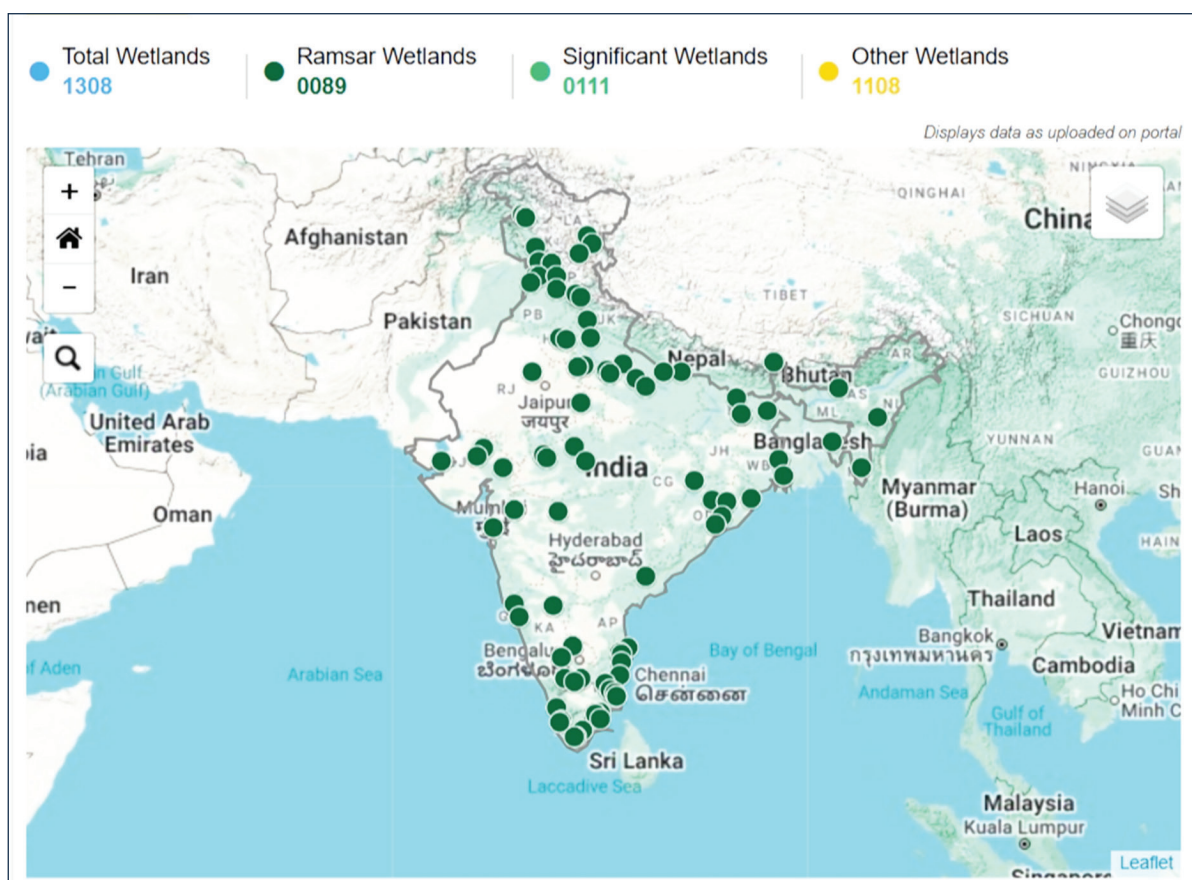 Total Wetlands
1308
Ramsar Wetlands
0089
Significant Wetlands
0111
Other Wetlands
1108
Displays data as uploaded on portal
Tehran
+
−
QINGHAI
China
Afghanistan
Iran
TIBET
SICHUAN
Pakistan
PB
Chong
重庆
Nepal
Bhutan
AR
GUIZHOU
(Arabian Gulf)
RJ
Jaipur
जयपुर
AS
ML
United Arab
Emirates
Bangladesh
YUNNAN
JH
WB
India
CG
Myanmar
(Burma)
Hanoi
Oman
Laos
Hyderabad
హైదరాబాద్
Thailand
KA
AP
Vietnam
Bangkok
กรุงเทพมหานคร
Bay of Bengal
Arabian Sea
Cambodia
Chennai
சென்னை
Andaman Sea
Ho Chi
Minh C
Gulf of
Thailand
Sri Lanka
Laccadive Sea
Malaysia
Kuala Lumpur
Leaflet